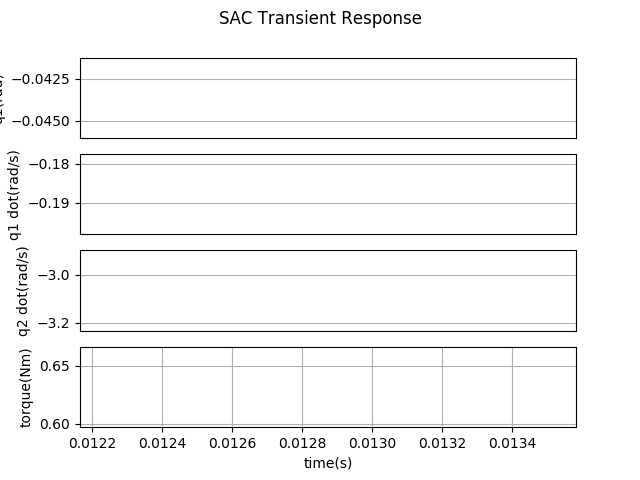 SAC Transient Response
q1(rad)
−0.0425
−0.0450
q1 dot(rad/s)
−0.18
−0.19
q2 dot(rad/s)
−3.0
−3.2
torque(Nm)
0.65
0.60
0.0122 0.0124 0.0126 0.0128 0.0130 0.0132 0.0134
time(s)